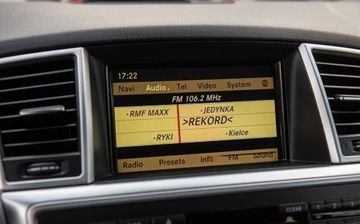 17:22
Navi Audio Tel Video System
FM 106.2 MHz
·RMF MAXX ·JEDYNKA
>REKORD<
·RYKI ·Kielce
Radio Presets Info FM Sound